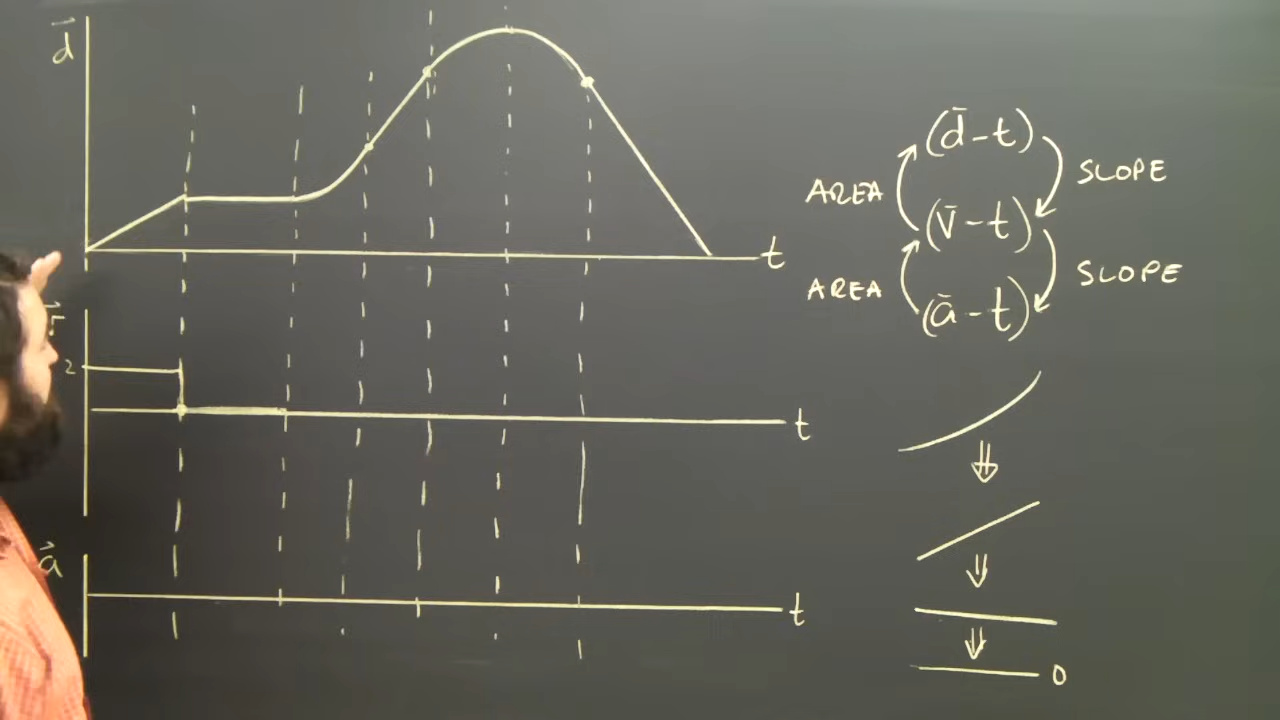 d⃗
t
2
t
a⃗
t
(d̄-t)
AREA
SLOPE
(v̄-t)
AREA
SLOPE
(ā-t)
0